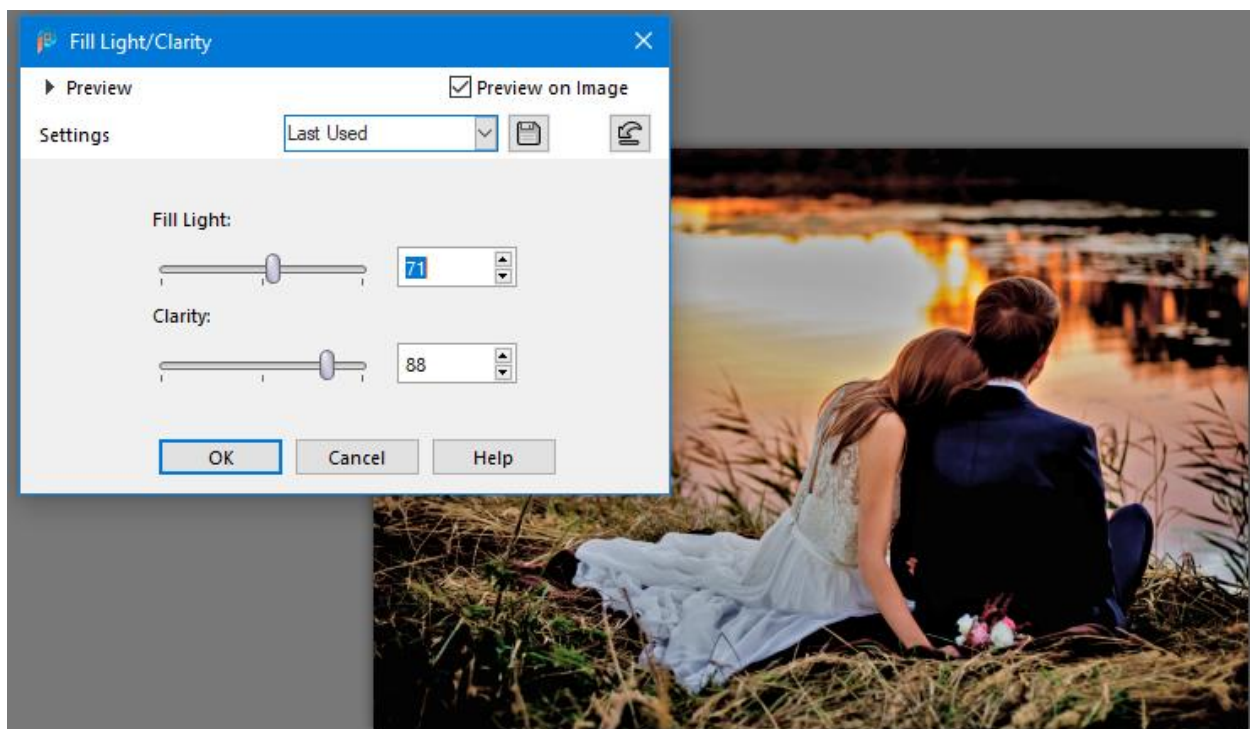 Fill Light/Clarity
Preview
Preview on Image
Settings
Last Used
Fill Light:
71
Clarity:
88
OK
Cancel
Help